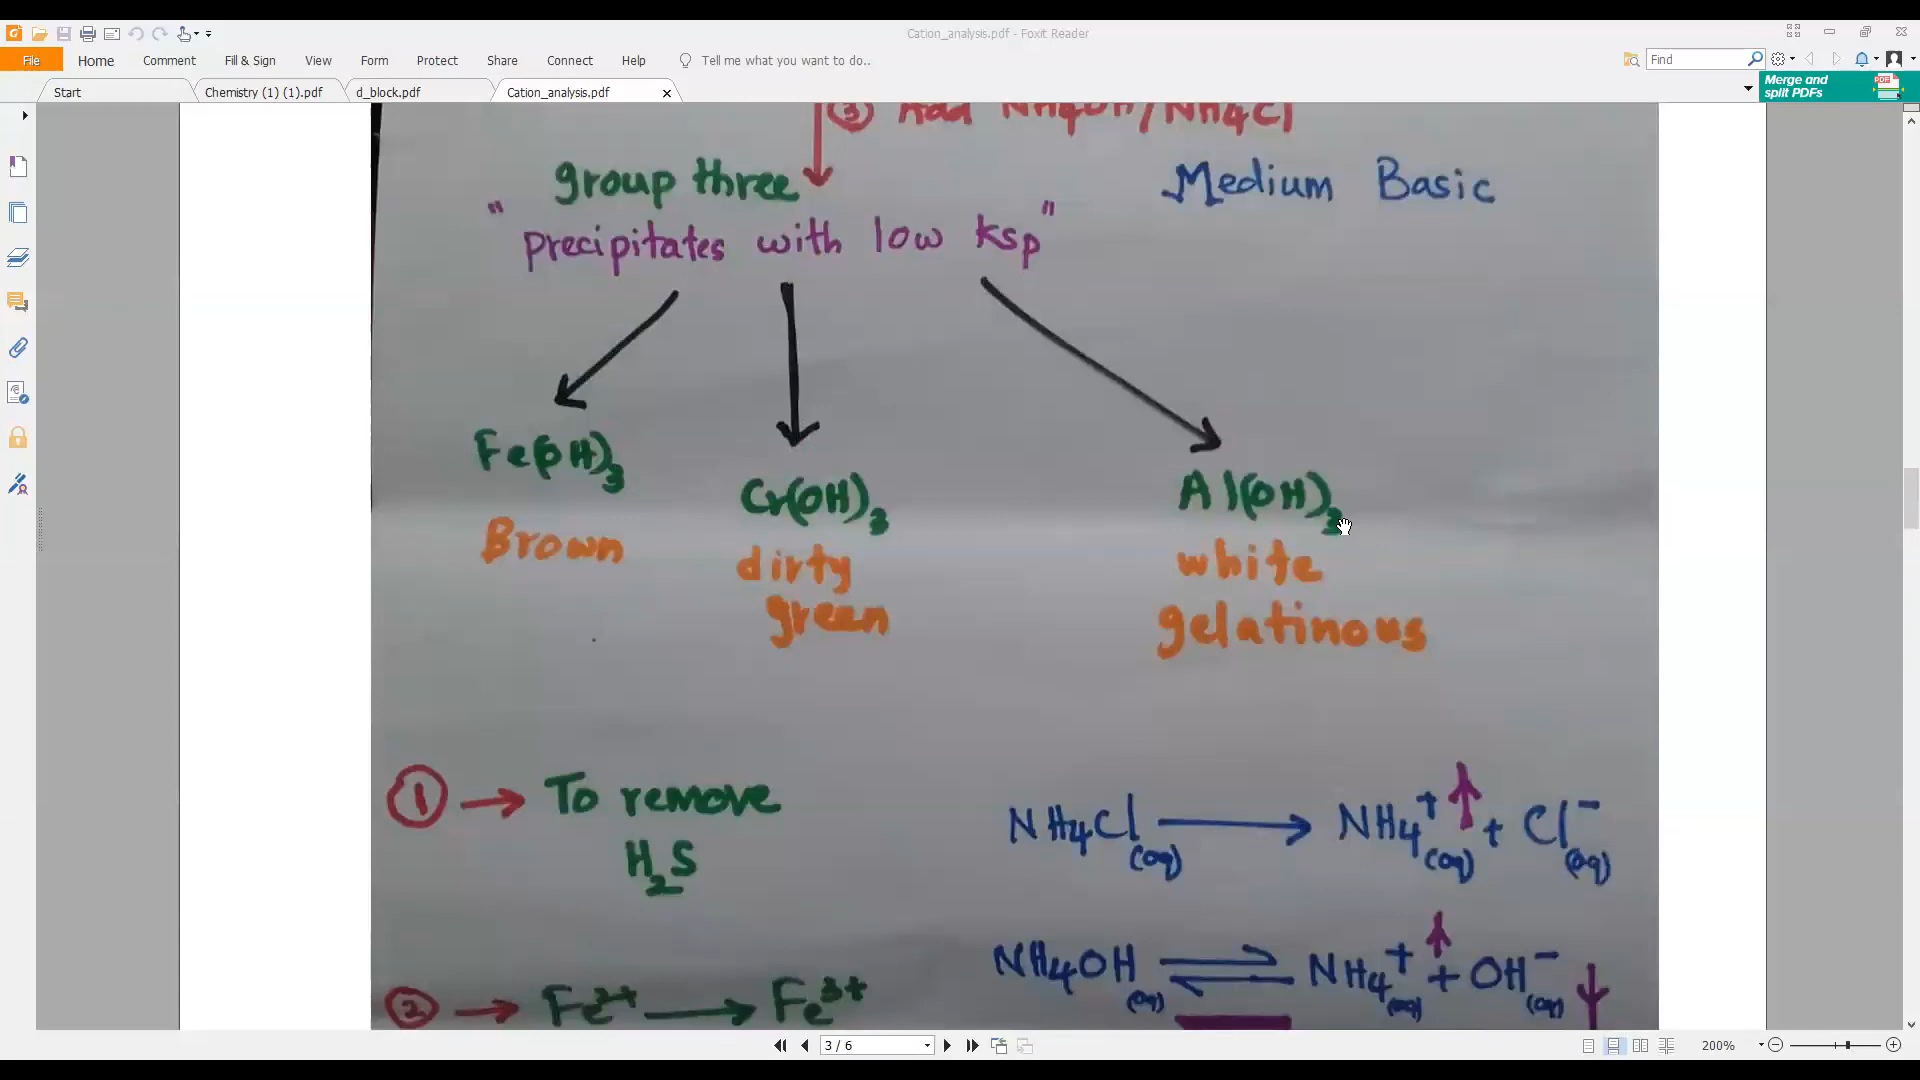 Cation_analysis.pdf - Foxit Reader
File Home Comment Fill & Sign View Form Protect Share Connect Help Tell me what you want to do.. Find
Start Chemistry (1) (1).pdf d_block.pdf Cation_analysis.pdf
Merge and
split PDFs
③ Add NH4OH/NH4Cl
group three
Medium Basic
"precipitates with low ksp"
Fe(OH)3
Brown
Cr(OH)3
dirty
green
Al(OH)3
white
gelatinous
① → To remove
H2S
NH4Cl(aq) → NH4+(aq) ↑ + Cl-(aq)
NH4OH(aq) ⇌ NH4+(aq) ↑ + OH-(aq) ↓
② → Fe2+ → Fe3+
3 / 6
200%